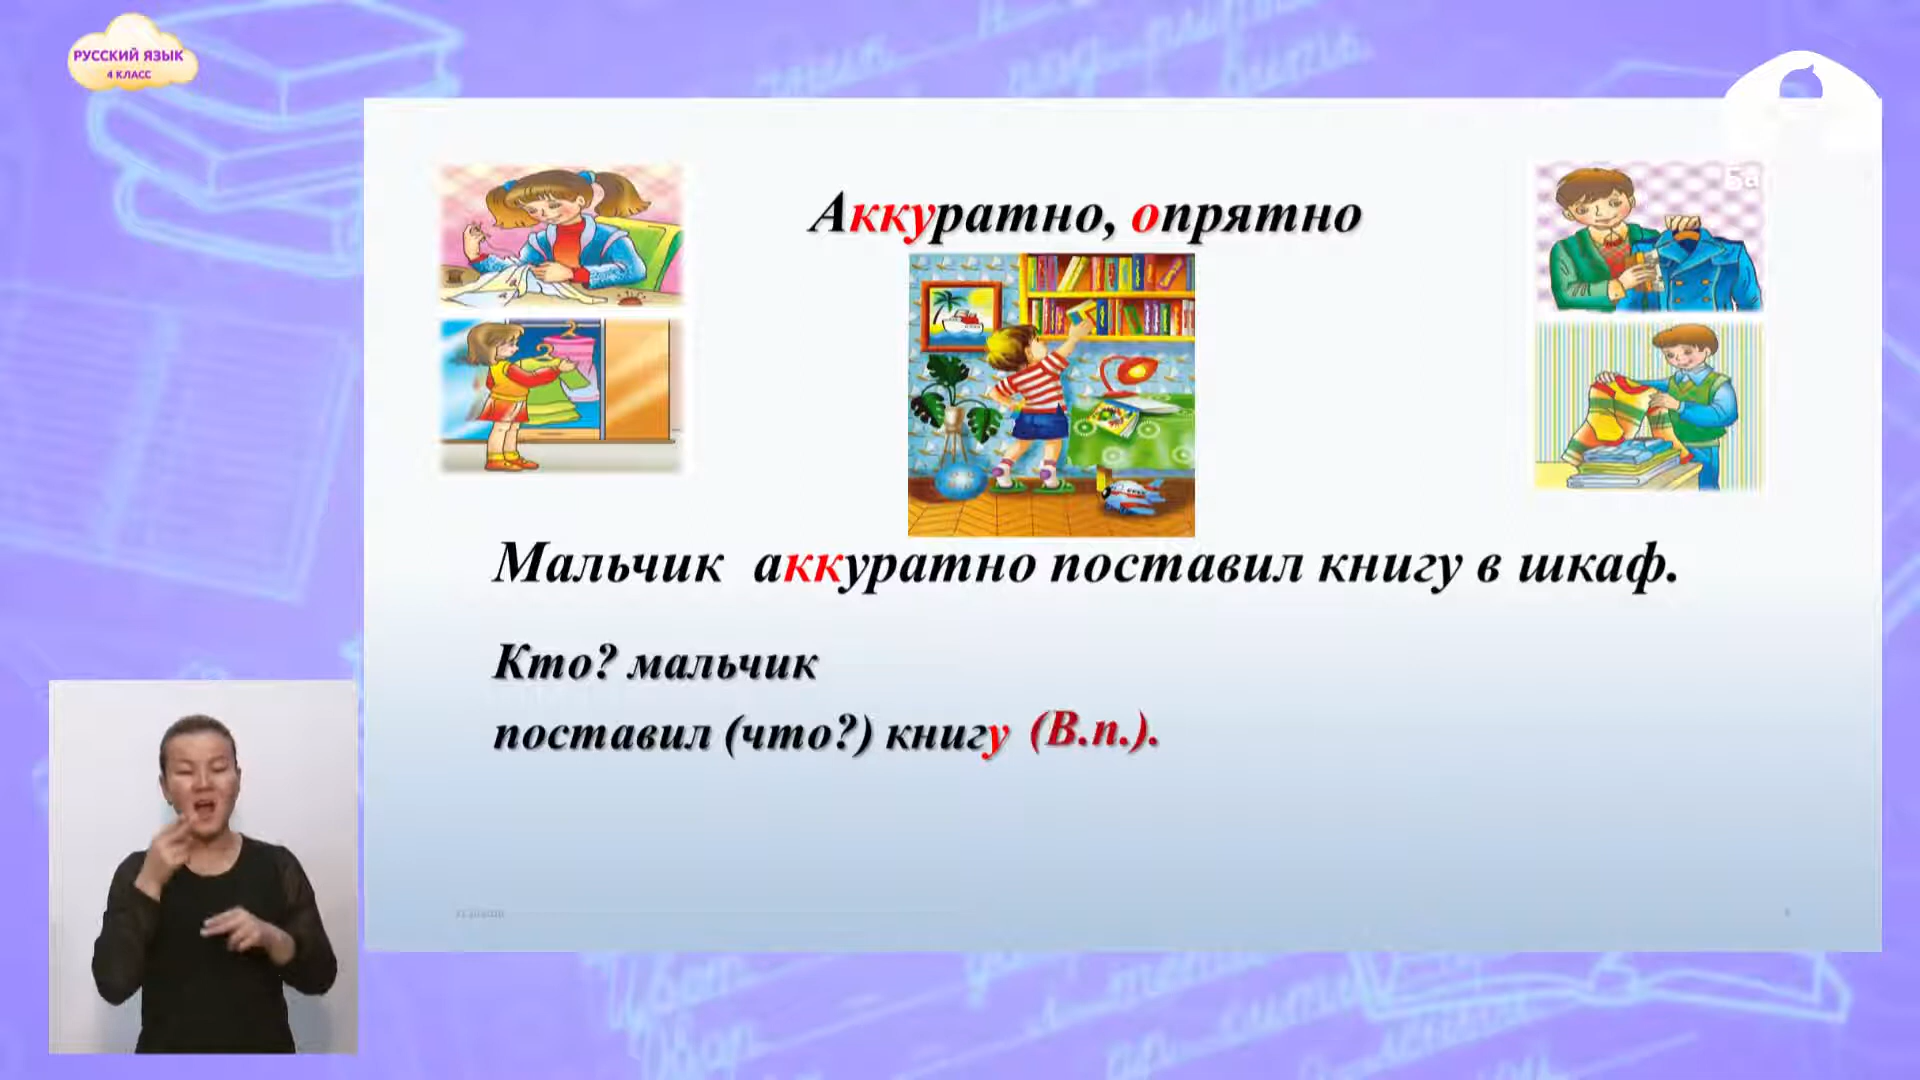 РУССКИЙ ЯЗЫК
4 КЛАСС
Аккуратно, опрятно
Мальчик аккуратно поставил книгу в шкаф.
Кто? мальчик
поставил (что?) книгу (В.п.).